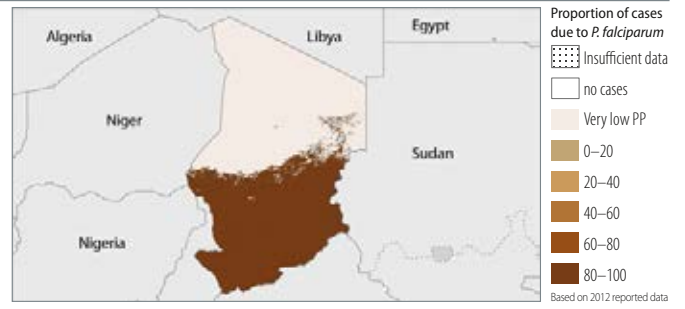 Algeria
Libya
Egypt
Niger
Sudan
Nigeria
Proportion of cases
due to P. falciparum
Insufficient data
no cases
Very low PP
0–20
20–40
40–60
60–80
80–100
Based on 2012 reported data